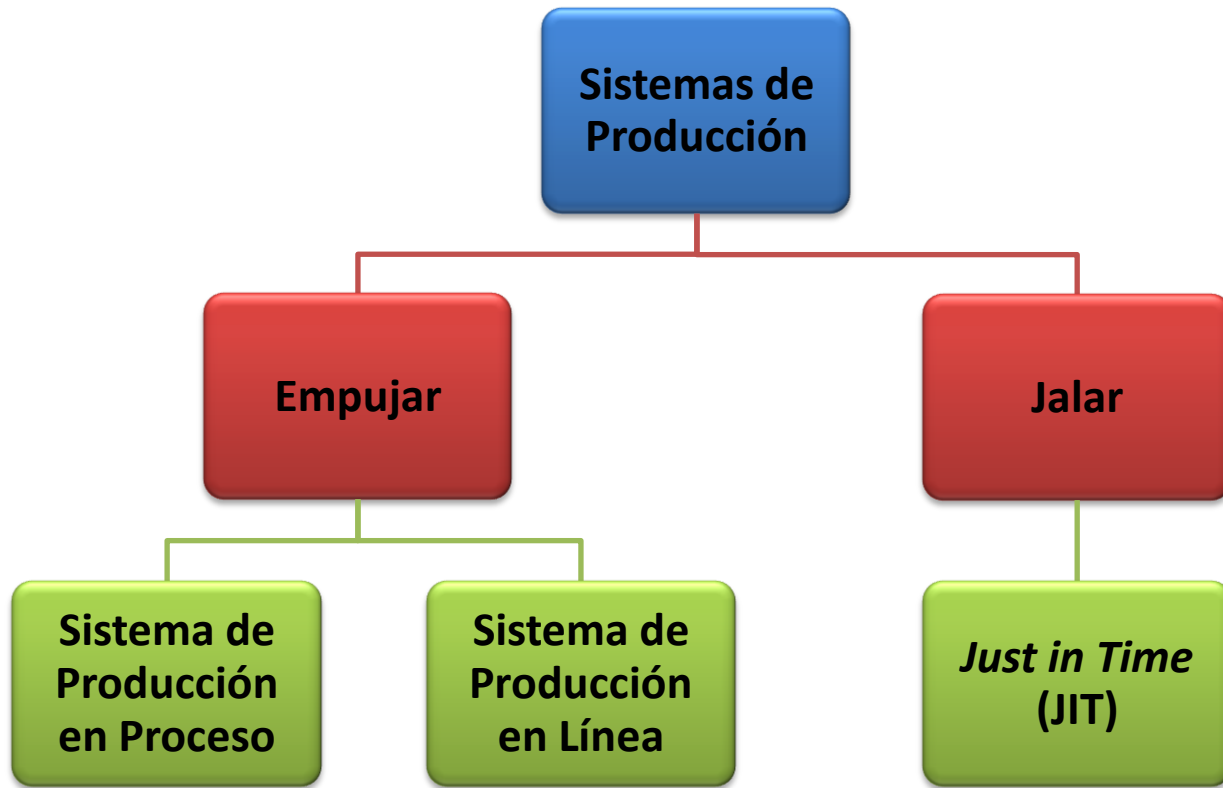 Sistemas de
Producción
Empujar
Jalar
Sistema de
Producción
en Proceso
Sistema de
Producción
en Línea
Just in Time
(JIT)